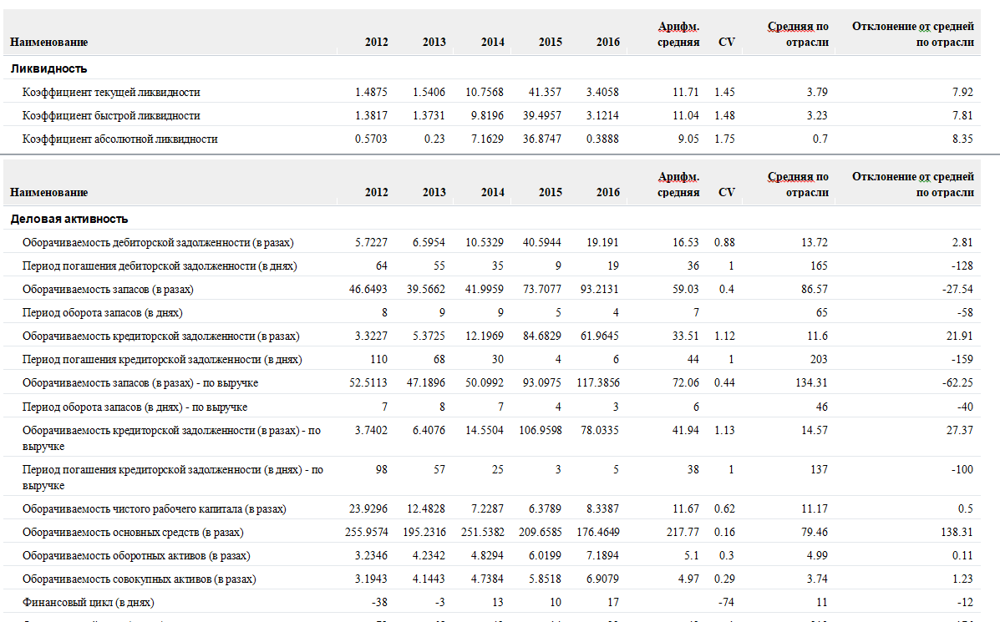 Наименование 2012 2013 2014 2015 2016 Арифм. средняя CV Средняя по отрасли Отклонение от средней по отрасли
Ликвидность
Коэффициент текущей ликвидности 1.4875 1.5406 10.7568 41.357 3.4058 11.71 1.45 3.79 7.92
Коэффициент быстрой ликвидности 1.3817 1.3731 9.8196 39.4957 3.1214 11.04 1.48 3.23 7.81
Коэффициент абсолютной ликвидности 0.5703 0.23 7.1629 36.8747 0.3888 9.05 1.75 0.7 8.35
Наименование 2012 2013 2014 2015 2016 Арифм. средняя CV Средняя по отрасли Отклонение от средней по отрасли
Деловая активность
Оборачиваемость дебиторской задолженности (в разах) 5.7227 6.5954 10.5329 40.5944 19.191 16.53 0.88 13.72 2.81
Период погашения дебиторской задолженности (в днях) 64 55 35 9 19 36 1 165 -128
Оборачиваемость запасов (в разах) 46.6493 39.5662 41.9959 73.7077 93.2131 59.03 0.4 86.57 -27.54
Период оборота запасов (в днях) 8 9 9 5 4 7 65 -58
Оборачиваемость кредиторской задолженности (в разах) 3.3227 5.3725 12.1969 84.6829 61.9645 33.51 1.12 11.6 21.91
Период погашения кредиторской задолженности (в днях) 110 68 30 4 6 44 1 203 -159
Оборачиваемость запасов (в разах) - по выручке 52.5113 47.1896 50.0992 93.0975 117.3856 72.06 0.44 134.31 -62.25
Период оборота запасов (в днях) - по выручке 7 8 7 4 3 6 46 -40
Оборачиваемость кредиторской задолженности (в разах) - по 3.7402 6.4076 14.5504 106.9598 78.0335 41.94 1.13 14.57 27.37
выручке
Период погашения кредиторской задолженности (в днях) - по 98 57 25 3 5 38 1 137 -100
выручке
Оборачиваемость чистого рабочего капитала (в разах) 23.9296 12.4828 7.2287 6.3789 8.3387 11.67 0.62 11.17 0.5
Оборачиваемость основных средств (в разах) 255.9574 195.2316 251.5382 209.6585 176.4649 217.77 0.16 79.46 138.31
Оборачиваемость оборотных активов (в разах) 3.2346 4.2342 4.8294 6.0199 7.1894 5.1 0.3 4.99 0.11
Оборачиваемость совокупных активов (в разах) 3.1943 4.1443 4.7384 5.8518 6.9079 4.97 0.29 3.74 1.23
Финансовый цикл (в днях) -38 -3 13 10 17 -74 11 -12